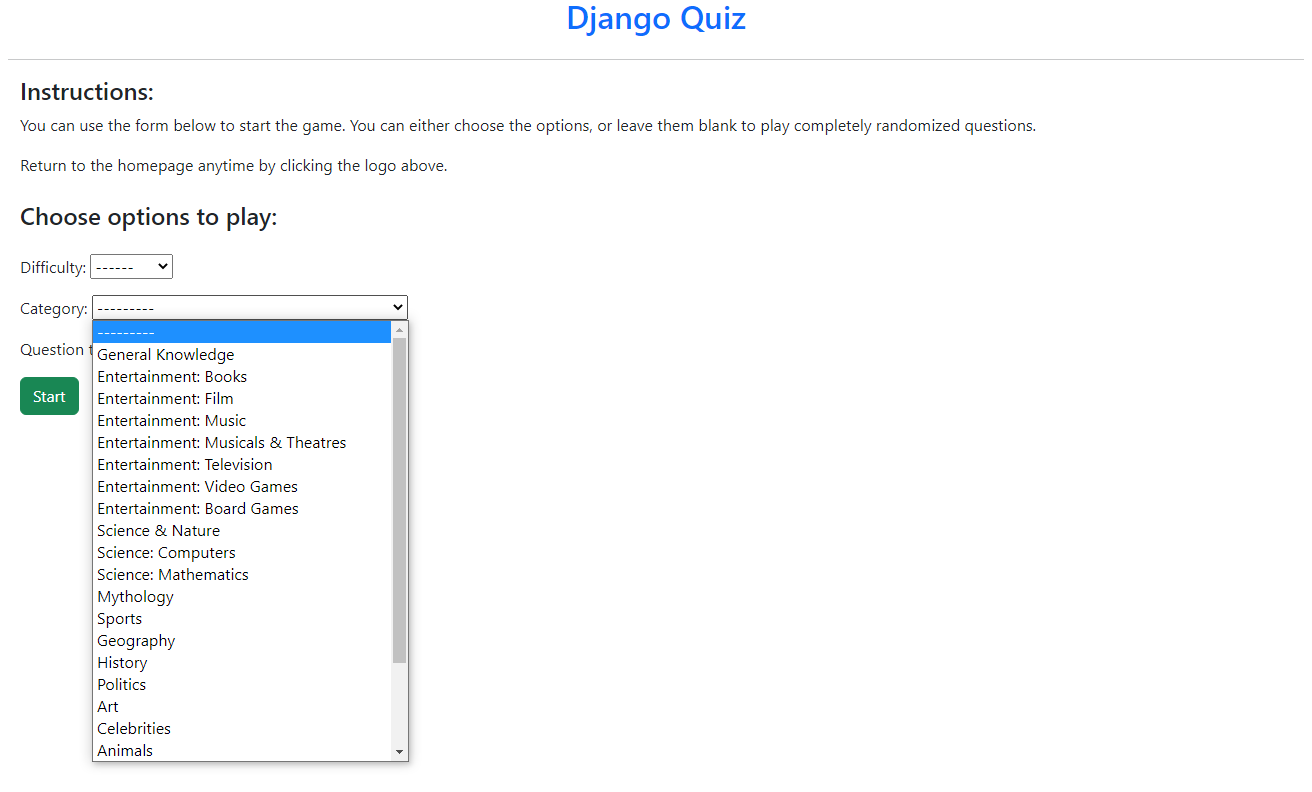 Django Quiz
Instructions:
You can use the form below to start the game. You can either choose the options, or leave them blank to play completely randomized questions.
Return to the homepage anytime by clicking the logo above.
Choose options to play:
Difficulty: ------
Category: ---------
---------
Question
Start
General Knowledge
Entertainment: Books
Entertainment: Film
Entertainment: Music
Entertainment: Musicals & Theatres
Entertainment: Television
Entertainment: Video Games
Entertainment: Board Games
Science & Nature
Science: Computers
Science: Mathematics
Mythology
Sports
Geography
History
Politics
Art
Celebrities
Animals